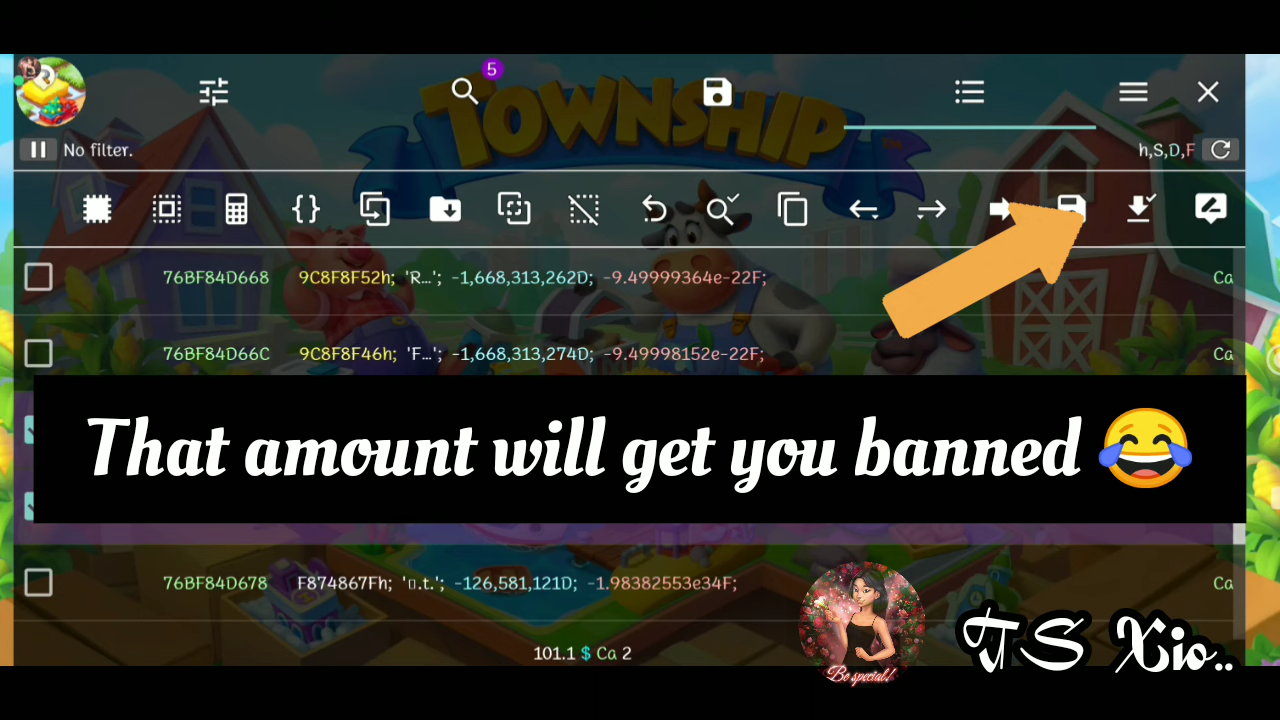 5
TOWNSHIP
No filter.
h,S,D,F
76BF84D668 9C8F8F52h; 'R...'; -1,668,313,262D; -9.49999364e-22F; Ca
76BF84D66C 9C8F8F46h; 'F...'; -1,668,313,274D; -9.49998152e-22F; Ca
That amount will get you banned 😂
76BF84D678 F874867Fh; '▯.t.'; -126,581,121D; -1.98382553e34F; Ca
101.1 $ Ca 2
Be special!
TS Xio..